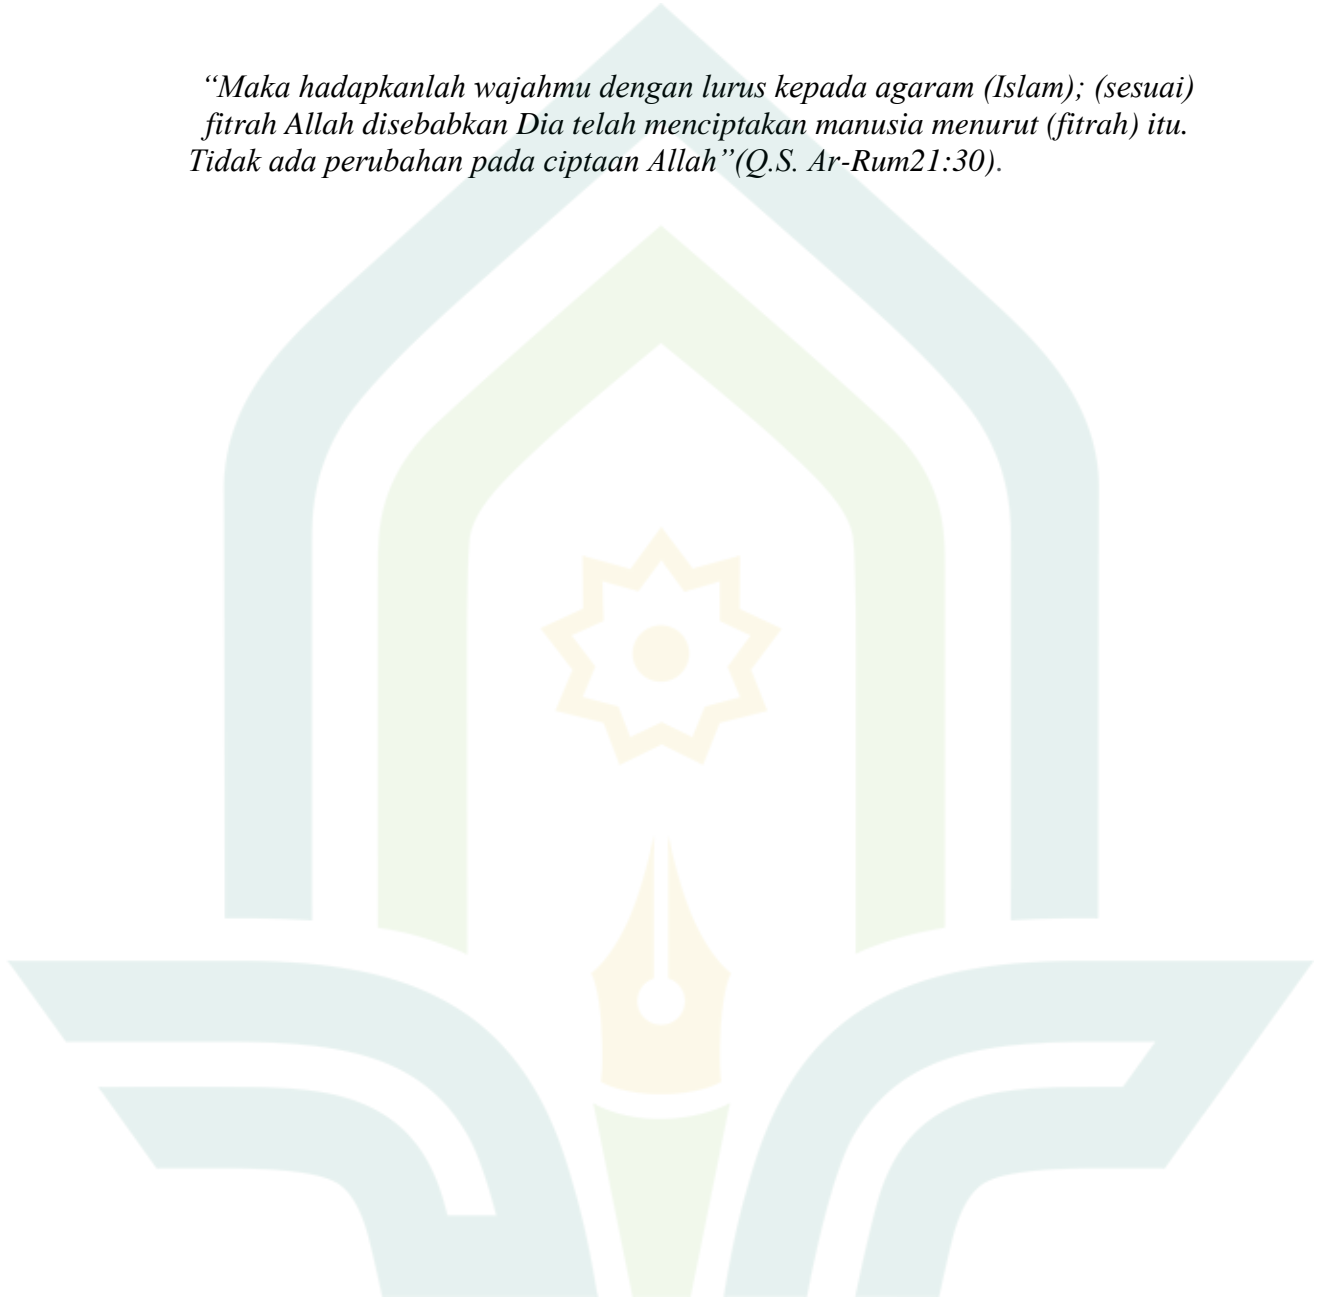 “Maka hadapkanlah wajahmu dengan lurus kepada agaram (Islam); (sesuai)
fitrah Allah disebabkan Dia telah menciptakan manusia menurut (fitrah) itu.
Tidak ada perubahan pada ciptaan Allah”(Q.S. Ar-Rum21:30).